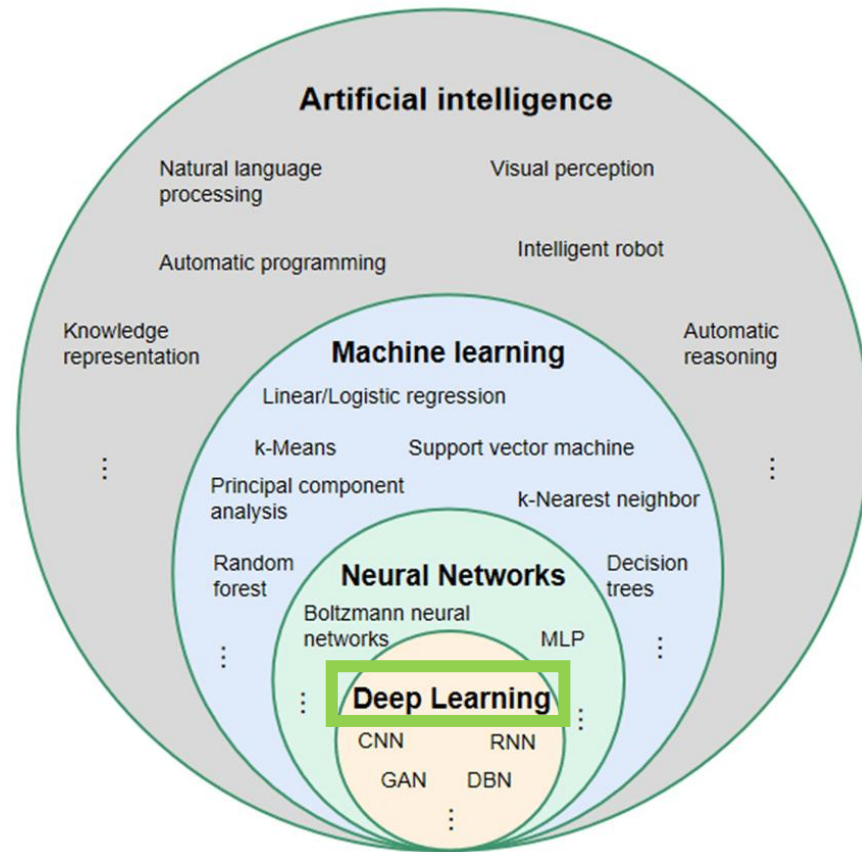 Artificial intelligence
Natural language
processing
Visual perception
Automatic programming
Intelligent robot
Knowledge
representation
Automatic
reasoning
⋮
⋮
Machine learning
Linear/Logistic regression
k-Means
Support vector machine
Principal component
analysis
k-Nearest neighbor
Random
forest
Decision
trees
⋮
⋮
Neural Networks
Boltzmann neural
networks
MLP
⋮
⋮
Deep Learning
CNN
RNN
GAN
DBN
⋮